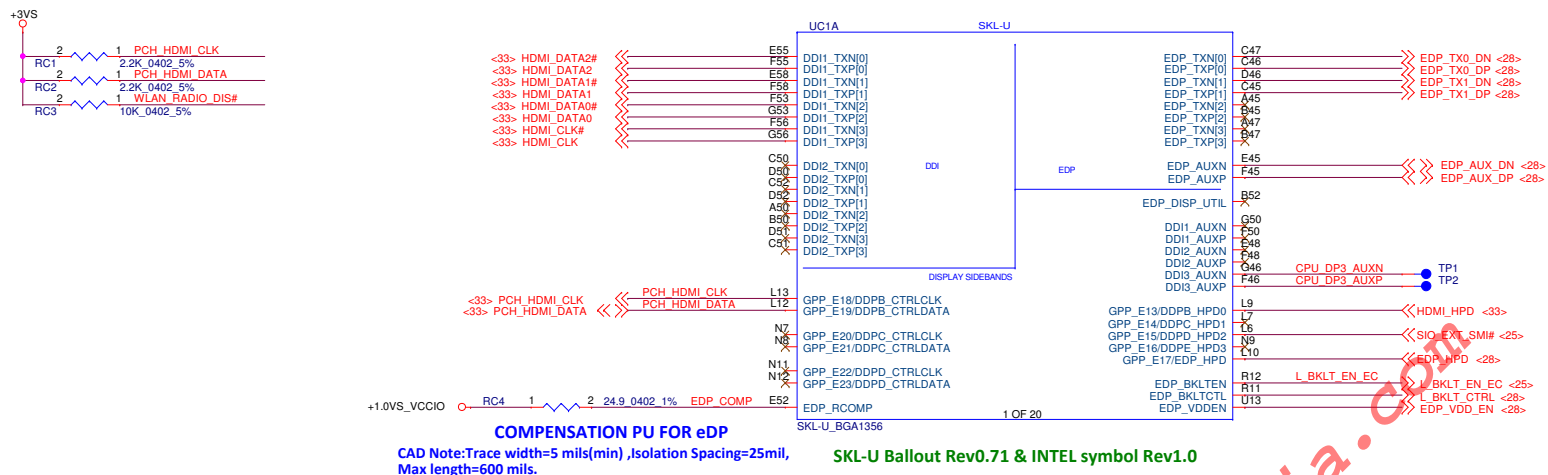 +3VS
2 1 PCH_HDMI_CLK
RC1 2.2K_0402_5%
2 1 PCH_HDMI_DATA
RC2 2.2K_0402_5%
2 1 WLAN_RADIO_DIS#
RC3 10K_0402_5%
UC1A SKL-U
<33> HDMI_DATA2# E55 DDI1_TXN[0]
<33> HDMI_DATA2 F55 DDI1_TXP[0]
<33> HDMI_DATA1# E58 DDI1_TXN[1]
<33> HDMI_DATA1 F58 DDI1_TXP[1]
<33> HDMI_DATA0# F53 DDI1_TXN[2]
<33> HDMI_DATA0 G53 DDI1_TXP[2]
<33> HDMI_CLK# F56 DDI1_TXN[3]
<33> HDMI_CLK G56 DDI1_TXP[3]
C50 DDI2_TXN[0]
D50 DDI2_TXP[0]
C52 DDI2_TXN[1]
D52 DDI2_TXP[1]
A50 DDI2_TXN[2]
B50 DDI2_TXP[2]
D51 DDI2_TXN[3]
C51 DDI2_TXP[3]
DDI
EDP
DISPLAY SIDEBANDS
<33> PCH_HDMI_CLK PCH_HDMI_CLK L13 GPP_E18/DDPB_CTRLCLK
<33> PCH_HDMI_DATA PCH_HDMI_DATA L12 GPP_E19/DDPB_CTRLDATA
N7 GPP_E20/DDPC_CTRLCLK
N8 GPP_E21/DDPC_CTRLDATA
N11 GPP_E22/DDPD_CTRLCLK
N12 GPP_E23/DDPD_CTRLDATA
+1.0VS_VCCIO RC4 1 2 24.9_0402_1% EDP_COMP E52 EDP_RCOMP
EDP_TXN[0] C47 EDP_TX0_DN <28>
EDP_TXP[0] C46 EDP_TX0_DP <28>
EDP_TXN[1] D46 EDP_TX1_DN <28>
EDP_TXP[1] C45 EDP_TX1_DP <28>
EDP_TXN[2] A45
EDP_TXP[2] B45
EDP_TXN[3] A47
EDP_TXP[3] B47
EDP_AUXN E45 EDP_AUX_DN <28>
EDP_AUXP F45 EDP_AUX_DP <28>
EDP_DISP_UTIL B52
DDI1_AUXN G50
DDI1_AUXP F50
DDI2_AUXN E48
DDI2_AUXP F48
DDI3_AUXN G46 CPU_DP3_AUXN TP1
DDI3_AUXP F46 CPU_DP3_AUXP TP2
GPP_E13/DDPB_HPD0 L9 HDMI_HPD <33>
GPP_E14/DDPC_HPD1 L7
GPP_E15/DDPD_HPD2 L6 SIO_EXT_SMI# <25>
GPP_E16/DDPE_HPD3 N9
GPP_E17/EDP_HPD L10 EDP_HPD <28>
EDP_BKLTEN R12 L_BKLT_EN_EC L_BKLT_EN_EC <25>
EDP_BKLTCTL R11 L_BKLT_CTRL <28>
EDP_VDDEN U13 EDP_VDD_EN <28>
1 OF 20
SKL-U_BGA1356
COMPENSATION PU FOR eDP
CAD Note:Trace width=5 mils(min) ,Isolation Spacing=25mil,
Max length=600 mils.
SKL-U Ballout Rev0.71 & INTEL symbol Rev1.0